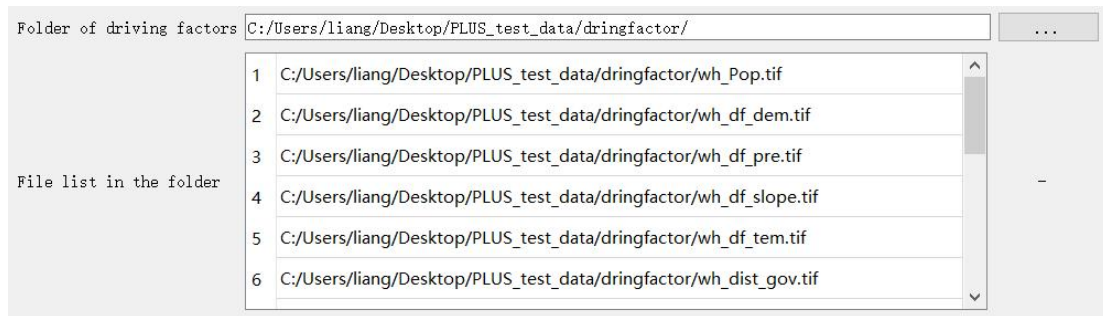 Folder of driving factors C:/Users/liang/Desktop/PLUS_test_data/dringfactor/ ...
1 C:/Users/liang/Desktop/PLUS_test_data/dringfactor/wh_Pop.tif
2 C:/Users/liang/Desktop/PLUS_test_data/dringfactor/wh_df_dem.tif
3 C:/Users/liang/Desktop/PLUS_test_data/dringfactor/wh_df_pre.tif
File list in the folder -
4 C:/Users/liang/Desktop/PLUS_test_data/dringfactor/wh_df_slope.tif
5 C:/Users/liang/Desktop/PLUS_test_data/dringfactor/wh_df_tem.tif
6 C:/Users/liang/Desktop/PLUS_test_data/dringfactor/wh_dist_gov.tif